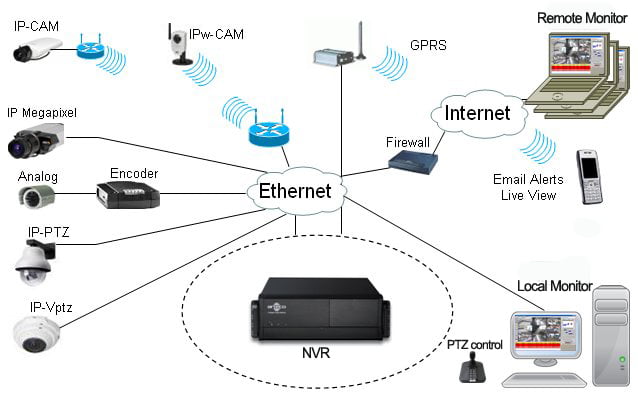 IP-CAM
IPw-CAM
GPRS
Remote Monitor
IP Megapixel
Internet
Firewall
Analog
Encoder
Ethernet
Email Alerts
Live View
IP-PTZ
IP-Vptz
NVR
Local Monitor
PTZ control